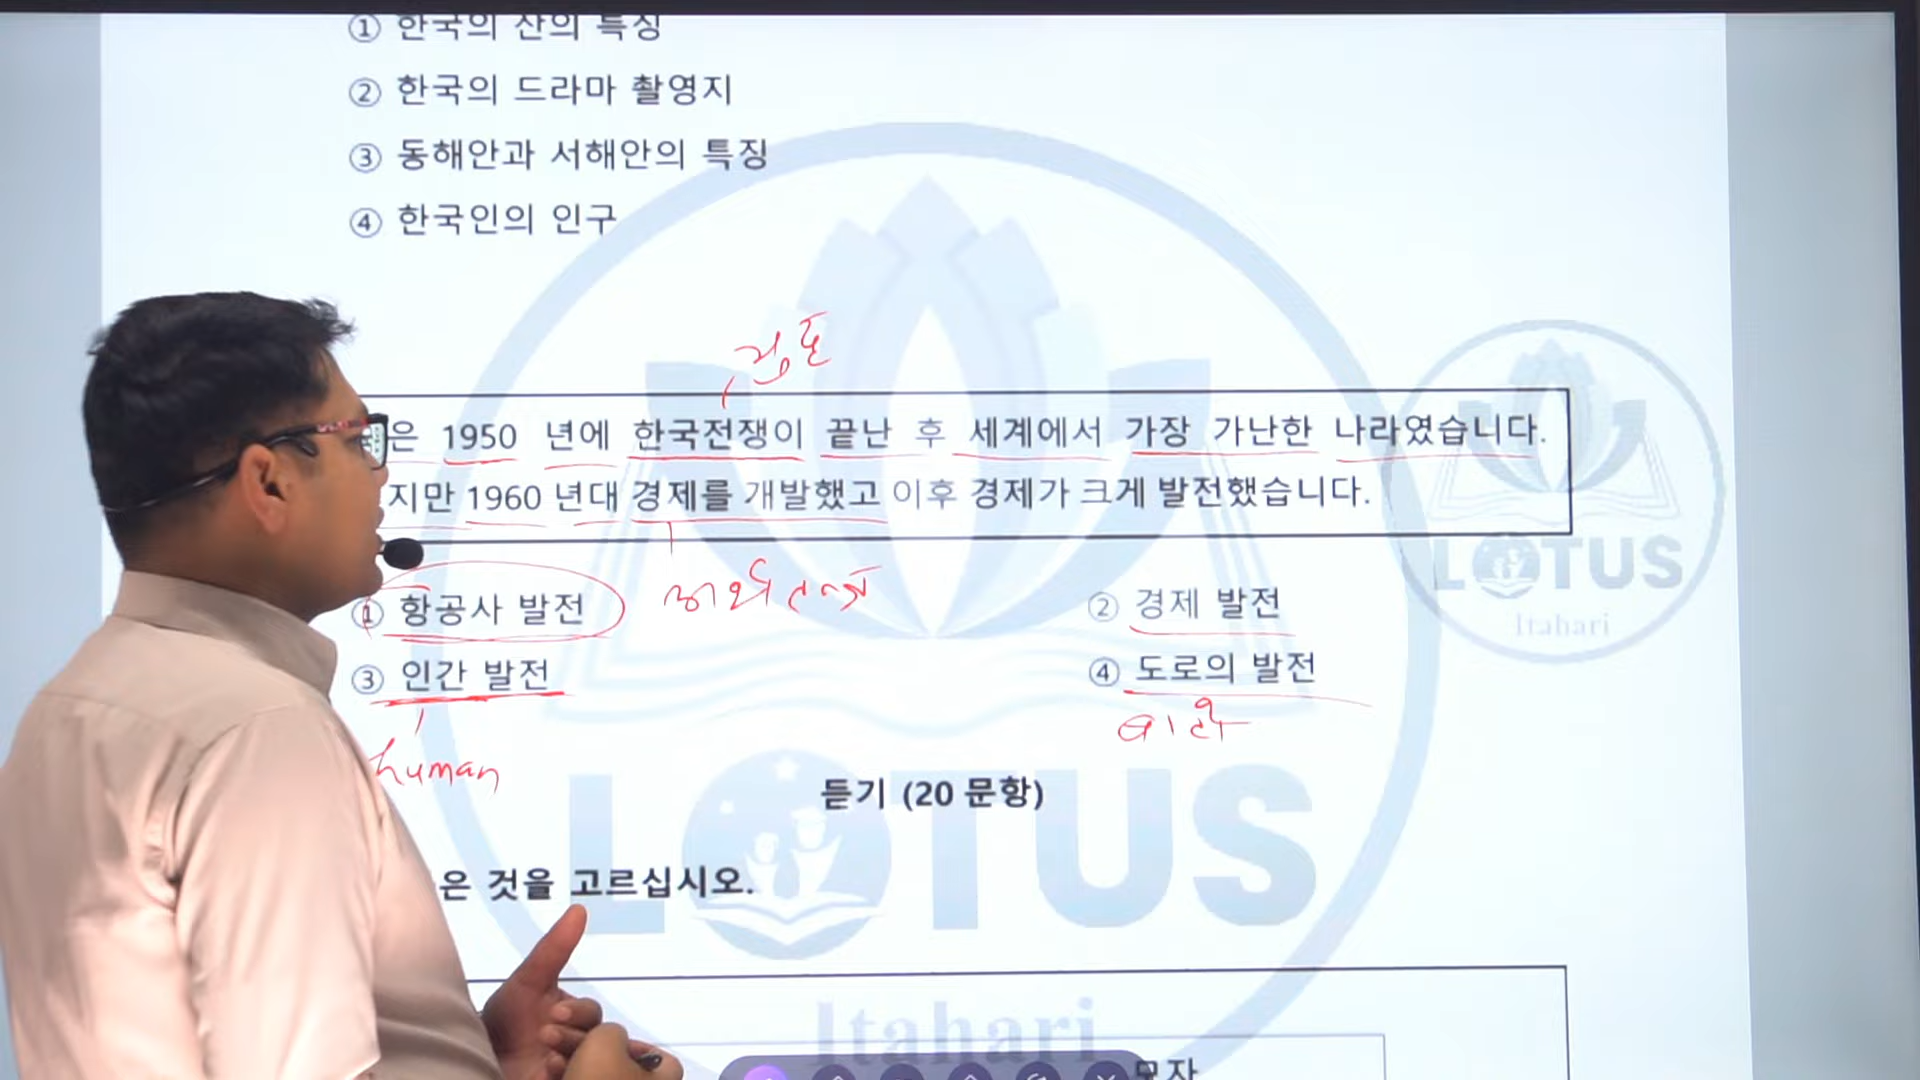 ① 한국의 산의 특징
② 한국의 드라마 촬영지
③ 동해안과 서해안의 특징
④ 한국인의 인구
은 1950 년에 한국전쟁이 끝난 후 세계에서 가장 가난한 나라였습니다.
지만 1960 년대 경제를 개발했고 이후 경제가 크게 발전했습니다.
① 항공사 발전
② 경제 발전
③ 인간 발전
④ 도로의 발전
human
듣기 (20 문항)
은 것을 고르십시오.
모자
LOTUS
Itahari
LOTUS
Itahari